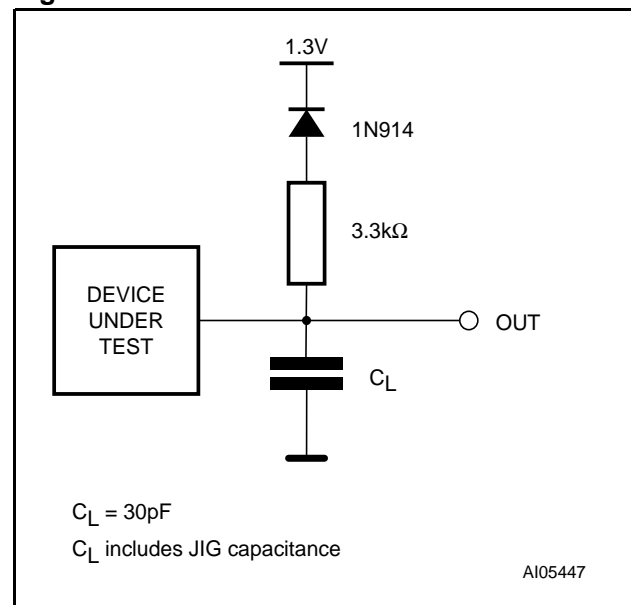 1.3V
1N914
3.3kΩ
DEVICE
UNDER
TEST
OUT
CL
CL = 30pF
CL includes JIG capacitance
AI05447